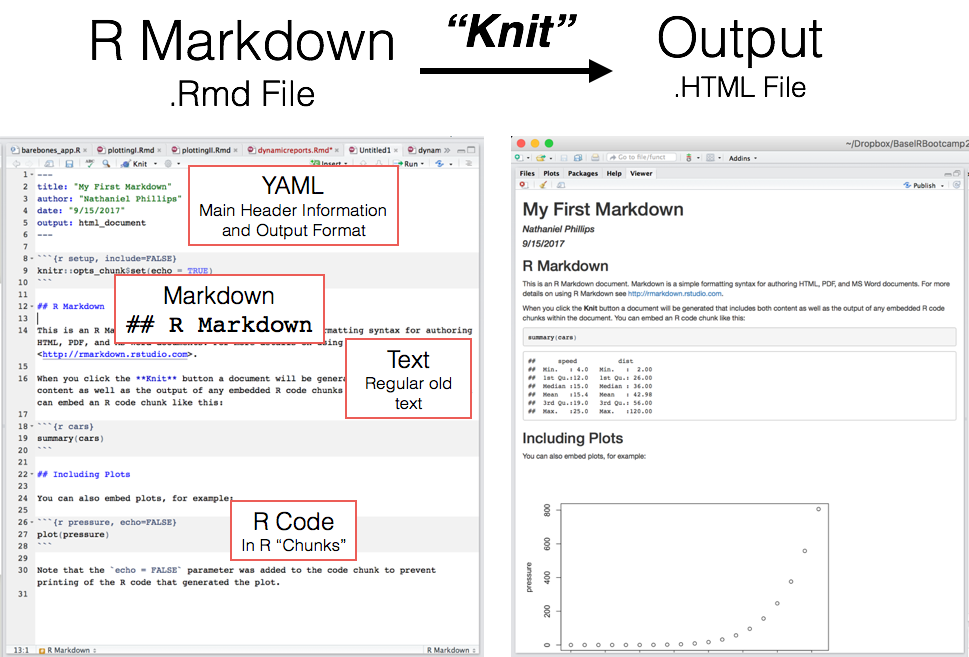 R Markdown
.Rmd File
“Knit”
Output
.HTML File
barebones_app.R × plottingI.Rmd × plottingI.Rmd × dynamicreports.Rmd* × Untitled1 × dynam
Knit Insert Run
1 ---
2 title: "My First Markdown"
3 author: "Nathaniel Phillips"
4 date: "9/15/2017"
5 output: html_document
6 ---
7
8 ```{r setup, include=FALSE}
9 knitr::opts_chunk$set(echo = TRUE)
10 ```
11
12 ## R Markdown
13
14 This is an R Ma rmatting syntax for authoring
HTML, PDF, and
<http://rmarkdown.rstudio.com>.
15
16 When you click the **Knit** button a document will be gener
content as well as the output of any embedded R code chunks
can embed an R code chunk like this:
17
18 ```{r cars}
19 summary(cars)
20 ```
21
22 ## Including Plots
23
24 You can also embed plots, for example:
25
26 ```{r pressure, echo=FALSE}
27 plot(pressure)
28 ```
29
30 Note that the `echo = FALSE` parameter was added to the code chunk to prevent
printing of the R code that generated the plot.
31
13:1 R Markdown R Markdown
YAML
Main Header Information
and Output Format
Markdown
## R Markdown
Text
Regular old
text
R Code
In R “Chunks”
~/Dropbox/BaselRBootcamp2
Go to file/funct Addins
Files Plots Packages Help Viewer
Publish
My First Markdown
Nathaniel Phillips
9/15/2017
R Markdown
This is an R Markdown document. Markdown is a simple formatting syntax for authoring HTML, PDF, and MS Word documents. For more
details on using R Markdown see http://rmarkdown.rstudio.com.
When you click the Knit button a document will be generated that includes both content as well as the output of any embedded R code
chunks within the document. You can embed an R code chunk like this:
summary(cars)
## speed dist
## Min. : 4.0 Min. : 2.00
## 1st Qu.:12.0 1st Qu.: 26.00
## Median :15.0 Median : 36.00
## Mean :15.4 Mean : 42.98
## 3rd Qu.:19.0 3rd Qu.: 56.00
## Max. :25.0 Max. :120.00
Including Plots
You can also embed plots, for example:
800
600
400
200
0
pressure